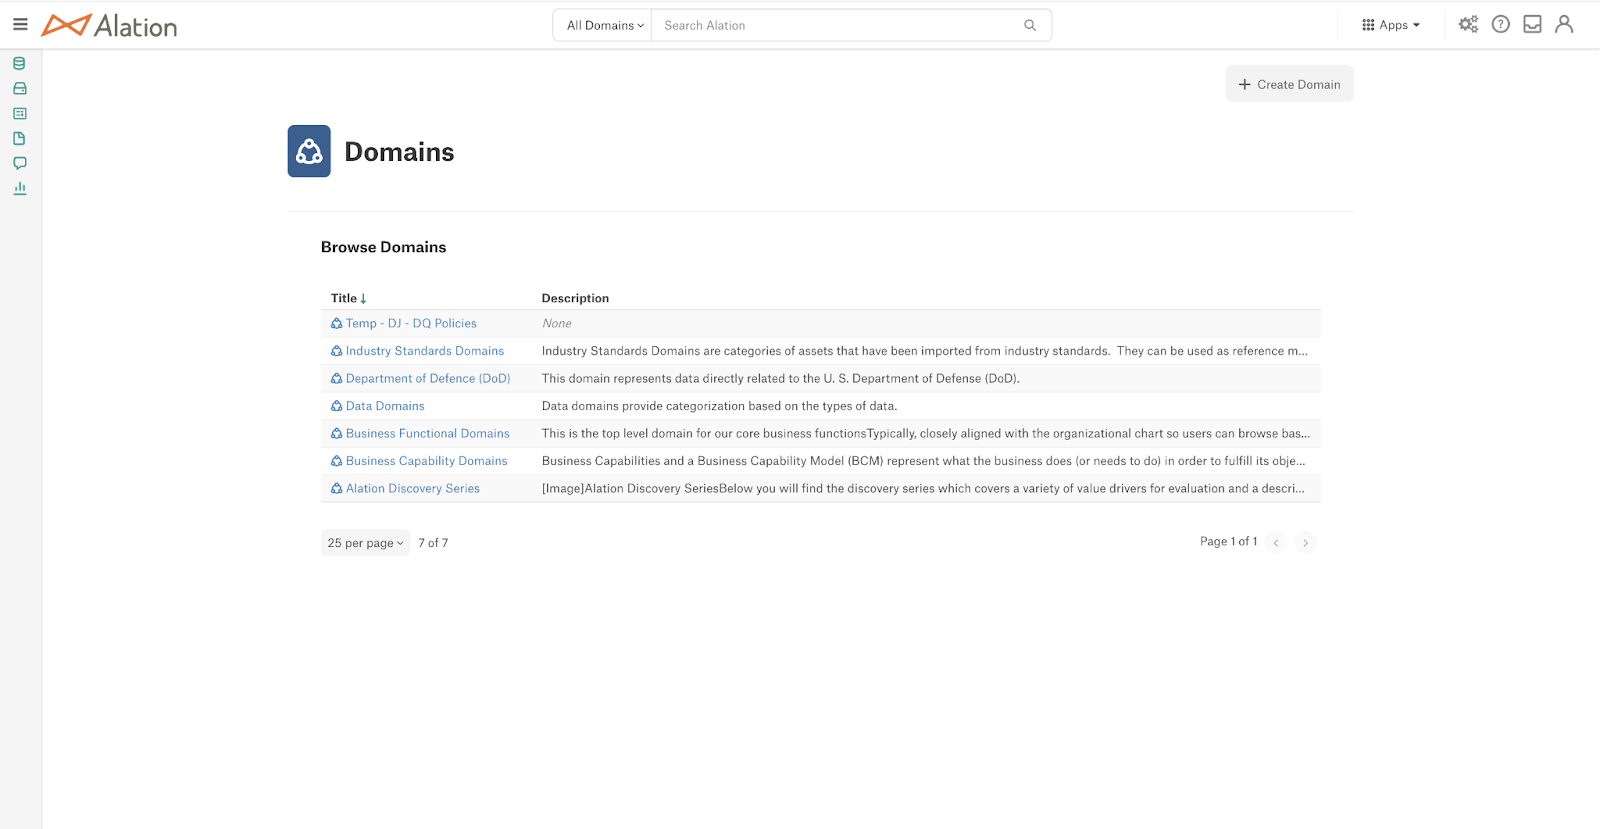 Alation
All Domains
Search Alation
Apps
Create Domain
Domains
Browse Domains
Title Description
Temp - DJ - DQ Policies None
Industry Standards Domains Industry Standards Domains are categories of assets that have been imported from industry standards. They can be used as reference m...
Department of Defence (DoD) This domain represents data directly related to the U. S. Department of Defense (DoD).
Data Domains Data domains provide categorization based on the types of data.
Business Functional Domains This is the top level domain for our core business functionsTypically, closely aligned with the organizational chart so users can browse bas...
Business Capability Domains Business Capabilities and a Business Capability Model (BCM) represent what the business does (or needs to do) in order to fulfill its obje...
Alation Discovery Series [Image]Alation Discovery SeriesBelow you will find the discovery series which covers a variety of value drivers for evaluation and a descri...
25 per page 7 of 7 Page 1 of 1